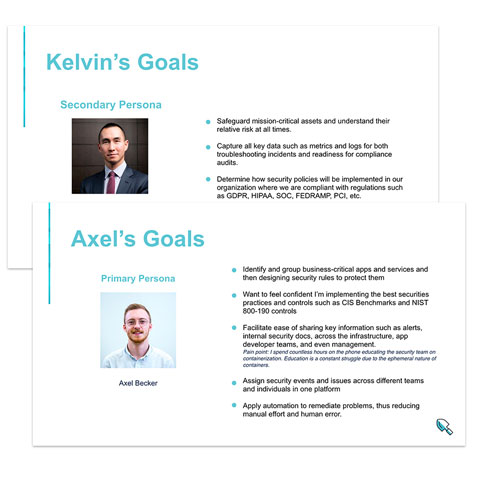 Kelvin's Goals
Secondary Persona
Safeguard mission-critical assets and understand their
relative risk at all times.
Capture all key data such as metrics and logs for both
troubleshooting incidents and readiness for compliance
audits.
Determine how security policies will be implemented in our
organization where we are compliant with regulations such
as GDPR, HIPAA, SOC, FEDRAMP, PCI, etc.
Axel's Goals
Primary Persona
Axel Becker
Identify and group business-critical apps and services and
then designing security rules to protect them
Want to feel confident I'm implementing the best securities
practices and controls such as CIS Benchmarks and NIST
800-190 controls
Facilitate ease of sharing key information such as alerts,
internal security docs, across the infrastructure, app
developer teams, and even management.
Pain point: I spend countless hours on the phone educating the security team on
containerization. Education is a constant struggle due to the ephemeral nature of
containers.
Assign security events and issues across different teams
and individuals in one platform
Apply automation to remediate problems, thus reducing
manual effort and human error.